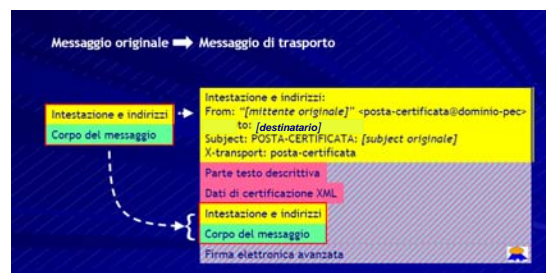 Messaggio originale ➡ Messaggio di trasporto
Intestazione e indirizzi
Corpo del messaggio
Intestazione e indirizzi:
From: "[mittente originale]" <posta-certificata@dominio-pec>
to: [destinatario]
Subject: POSTA-CERTIFICATA: [subject originale]
X-transport: posta-certificata
Parte testo descrittiva
Dati di certificazione XML
Intestazione e indirizzi
Corpo del messaggio
Firma elettronica avanzata